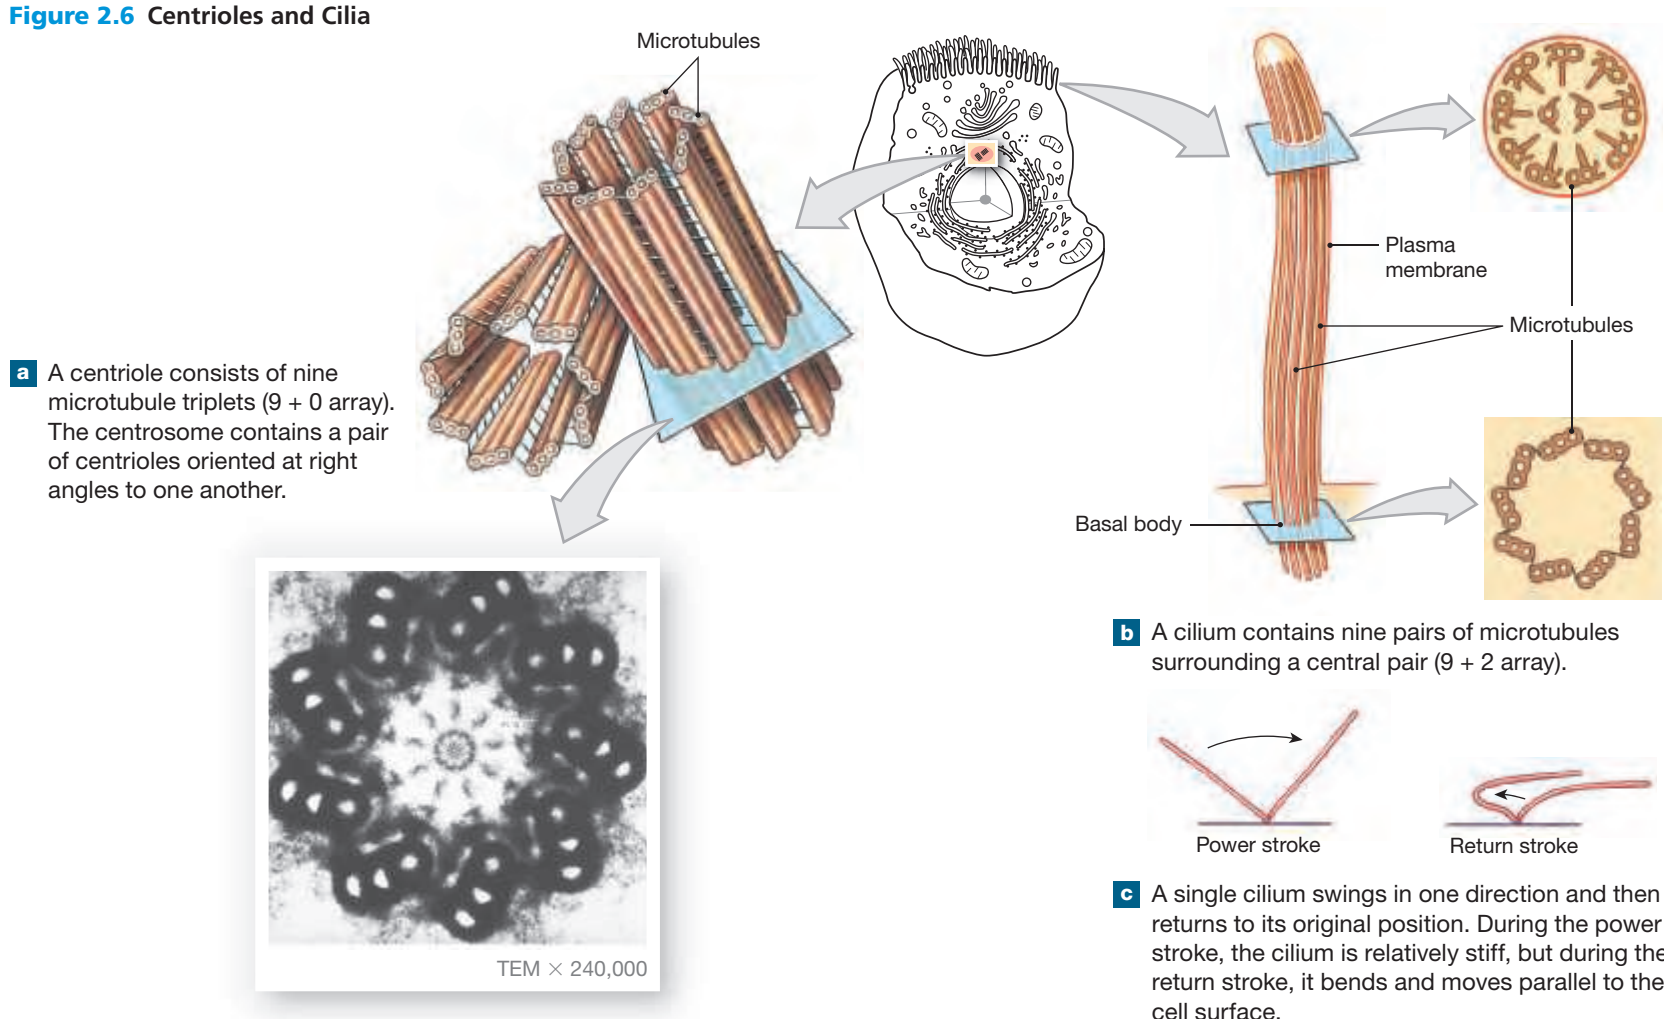 Figure 2.6 Centrioles and Cilia
Microtubules
a A centriole consists of nine
microtubule triplets (9 + 0 array).
The centrosome contains a pair
of centrioles oriented at right
angles to one another.
TEM × 240,000
Plasma
membrane
Microtubules
Basal body
b A cilium contains nine pairs of microtubules
surrounding a central pair (9 + 2 array).
Power stroke
Return stroke
c A single cilium swings in one direction and then
returns to its original position. During the power
stroke, the cilium is relatively stiff, but during the
return stroke, it bends and moves parallel to the
cell surface.